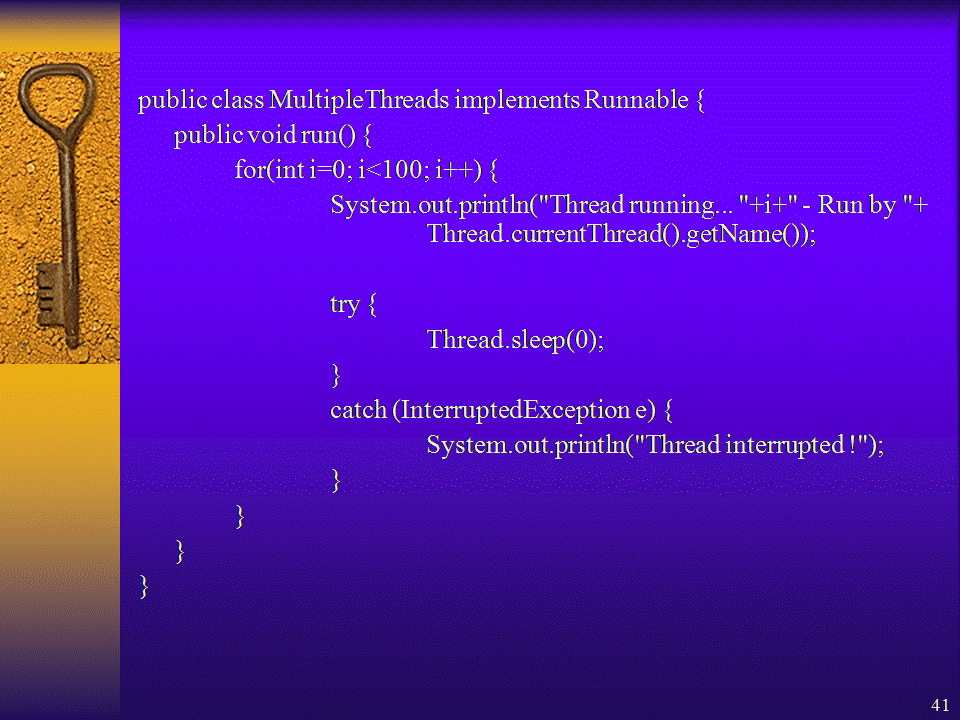 public class MultipleThreads implements Runnable {
public void run() {
for(int i=0; i<100; i++) {
System.out.println("Thread running... "+i+" - Run by "+
Thread.currentThread().getName());
try {
Thread.sleep(0);
}
catch (InterruptedException e) {
System.out.println("Thread interrupted !");
}
}
}
}
41